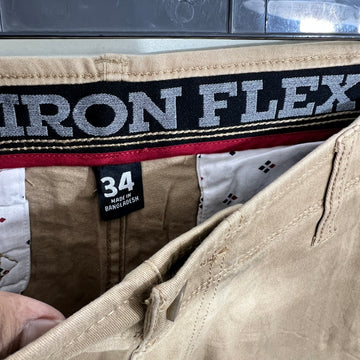 IRON FLEX
34
MADE IN
BANGLADESH